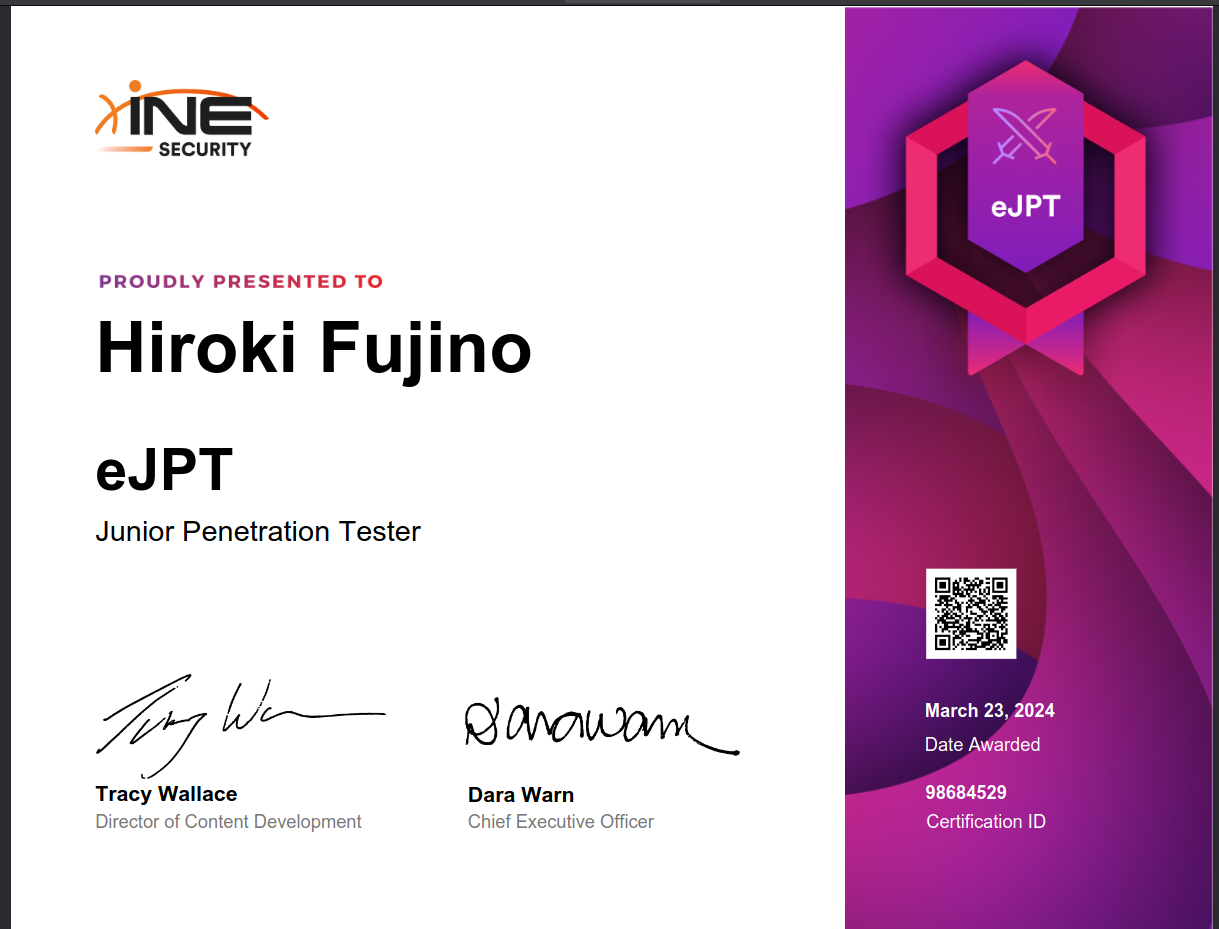 INE
SECURITY
PROUDLY PRESENTED TO
Hiroki Fujino
eJPT
Junior Penetration Tester
Tracy Wallace
Director of Content Development
Dara Warn
Chief Executive Officer
eJPT
March 23, 2024
Date Awarded
98684529
Certification ID